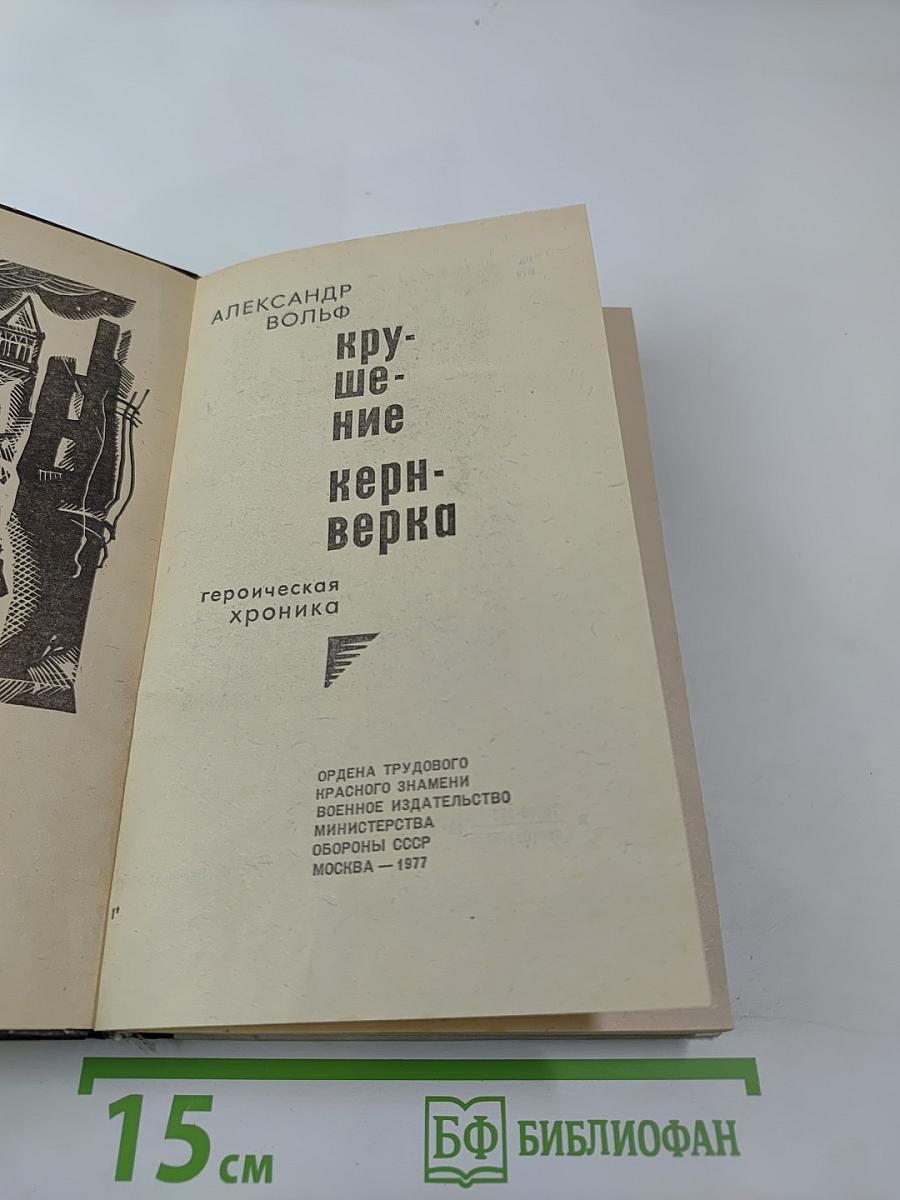 АЛЕКСАНДР
ВОЛЬФ
кру-
ше-
ние
керн-
верка
героическая
хроника
ОРДЕНА ТРУДОВОГО
КРАСНОГО ЗНАМЕНИ
ВОЕННОЕ ИЗДАТЕЛЬСТВО
МИНИСТЕРСТВА
ОБОРОНЫ СССР
МОСКВА — 1977
1*
15 см
БФ БИБЛИОФАН